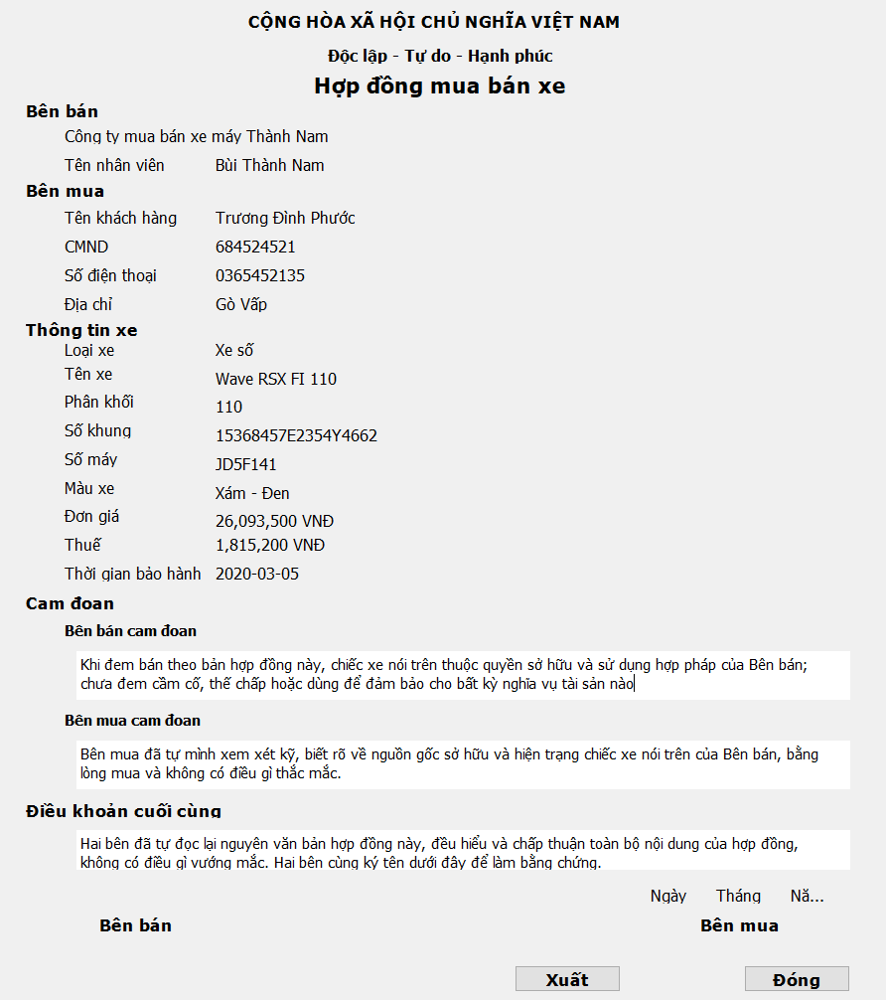 CỘNG HÒA XÃ HỘI CHỦ NGHĨA VIỆT NAM
Độc lập - Tự do - Hạnh phúc
Hợp đồng mua bán xe
Bên bán
Công ty mua bán xe máy Thành Nam
Tên nhân viên Bùi Thành Nam
Bên mua
Tên khách hàng Trương Đình Phước
CMND 684524521
Số điện thoại 0365452135
Địa chỉ Gò Vấp
Thông tin xe
Loại xe Xe số
Tên xe Wave RSX FI 110
Phân khối 110
Số khung 15368457E2354Y4662
Số máy JD5F141
Màu xe Xám - Đen
Đơn giá 26,093,500 VNĐ
Thuế 1,815,200 VNĐ
Thời gian bảo hành 2020-03-05
Cam đoan
Bên bán cam đoan
Khi đem bán theo bản hợp đồng này, chiếc xe nói trên thuộc quyền sở hữu và sử dụng hợp pháp của Bên bán;
chưa đem cầm cố, thế chấp hoặc dùng để đảm bảo cho bất kỳ nghĩa vụ tài sản nào
Bên mua cam đoan
Bên mua đã tự mình xem xét kỹ, biết rõ về nguồn gốc sở hữu và hiện trạng chiếc xe nói trên của Bên bán, bằng
lòng mua và không có điều gì thắc mắc.
Điều khoản cuối cùng
Hai bên đã tự đọc lại nguyên văn bản hợp đồng này, đều hiểu và chấp thuận toàn bộ nội dung của hợp đồng,
không có điều gì vướng mắc. Hai bên cùng ký tên dưới đây để làm bằng chứng.
Ngày Tháng Nă...
Bên bán Bên mua
Xuất Đóng